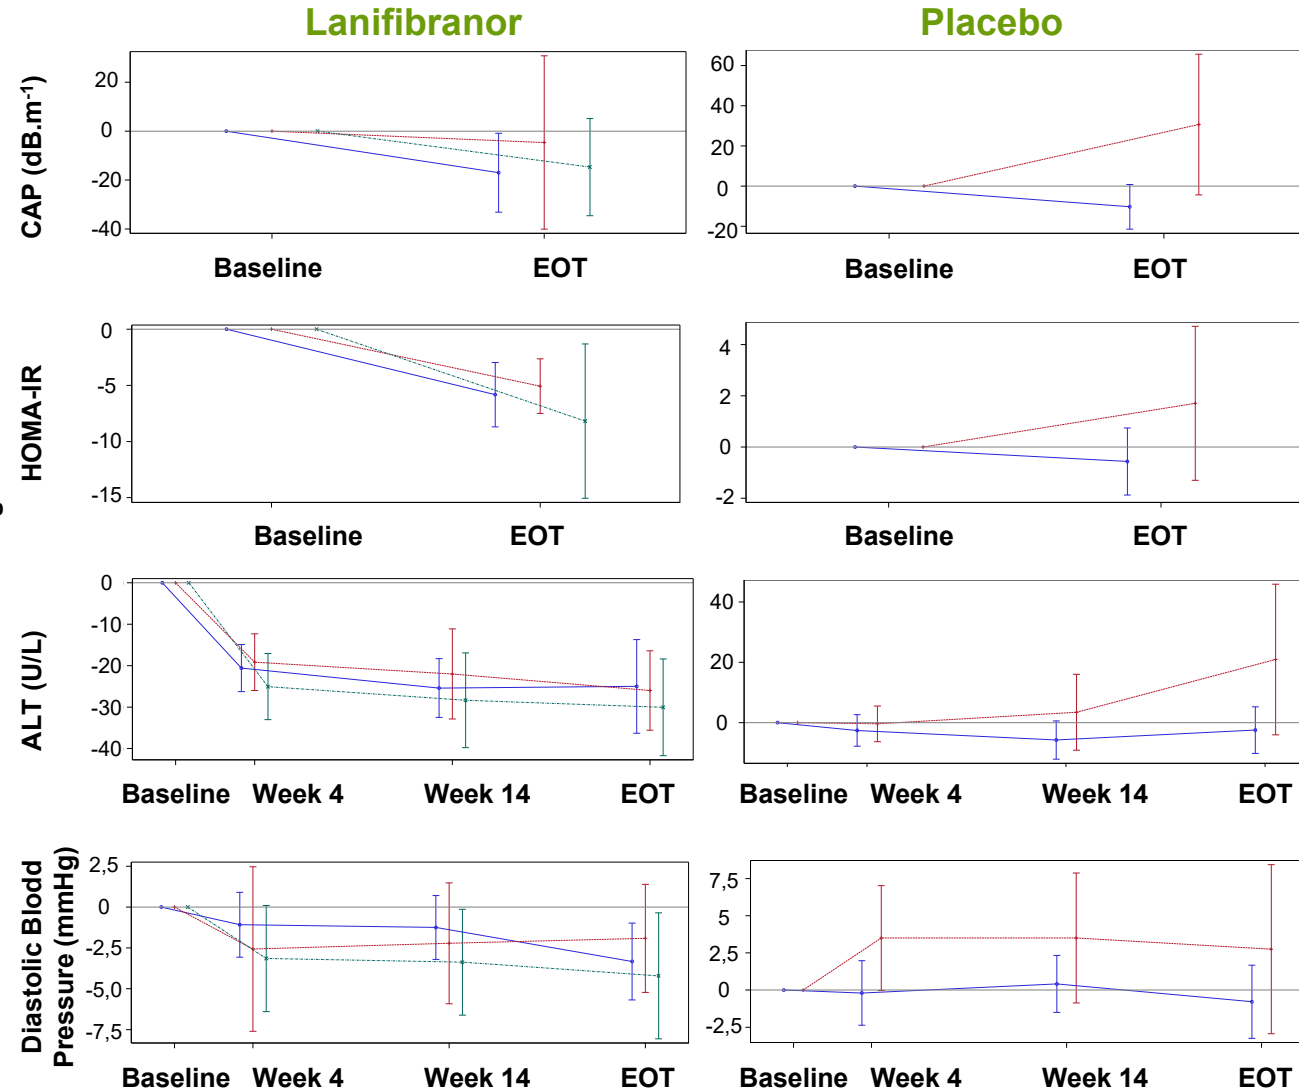 Lanifibranor
Placebo
CAP (dB.m-1)
20
0
-20
-40
Baseline
EOT
60
40
20
0
-20
Baseline
EOT
HOMA-IR
0
-5
-10
-15
Baseline
EOT
4
2
0
-2
Baseline
EOT
ALT (U/L)
0
-10
-20
-30
-40
Baseline
Week 4
Week 14
EOT
40
20
0
Baseline
Week 4
Week 14
EOT
Diastolic Blodd
Pressure (mmHg)
2,5
0
-2,5
-5,0
-7,5
Baseline
Week 4
Week 14
EOT
7,5
5
2,5
0
-2,5
Baseline
Week 4
Week 14
EOT